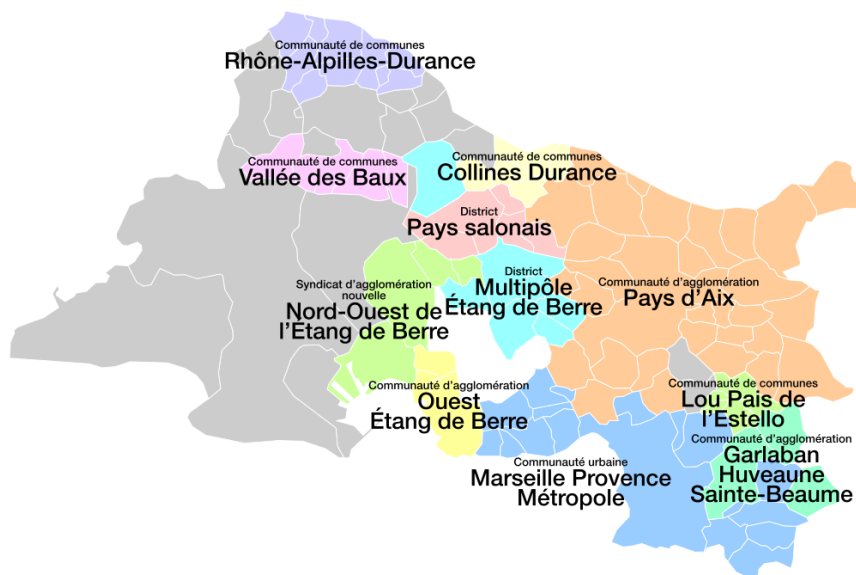 Communauté de communes
Rhône-Alpilles-Durance
Communauté de communes
Vallée des Baux
Communauté de communes
Collines Durance
District
Pays salonais
Syndicat d’agglomération
nouvelle
Nord-Ouest de
l’Etang de Berre
District
Multipôle
Étang de Berre
Communauté d’agglomération
Pays d’Aix
Communauté d’agglomération
Ouest
Étang de Berre
Communauté de communes
Lou Pais de
l’Estello
Communauté d’agglomération
Garlaban
Huveaune
Sainte-Beaume
Communauté urbaine
Marseille Provence
Métropole